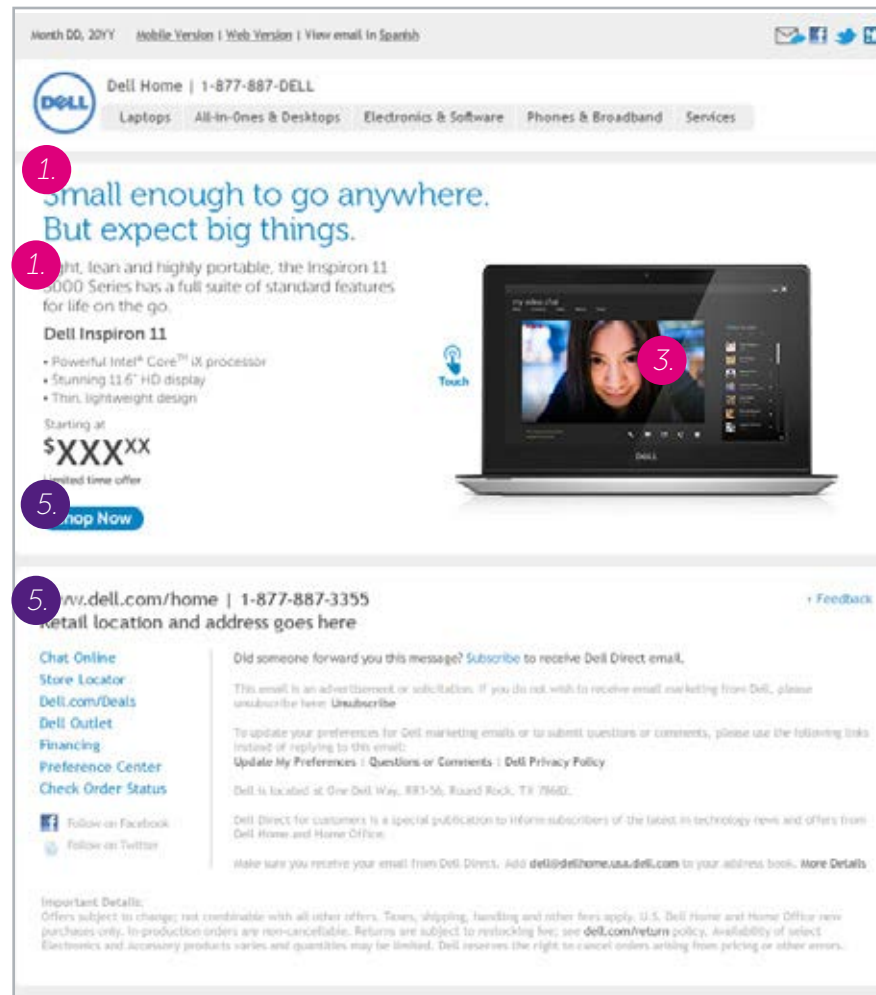 Month DD, 20YY Mobile Version | Web Version | View email in Spanish
DELL
Dell Home | 1-877-887-DELL
Laptops All-in-Ones & Desktops Electronics & Software Phones & Broadband Services
1.
Small enough to go anywhere.
But expect big things.
1.
Light, lean and highly portable, the Inspiron 11
3000 Series has a full suite of standard features
for life on the go.
Dell Inspiron 11
• Powerful Intel® Core™ iX processor
• Stunning 11.6" HD display
• Thin, lightweight design
Starting at
$XXXXX
Limited time offer
5.
Shop Now
Touch
my video chat
3.
DELL
5.
www.dell.com/home | 1-877-887-3355
Retail location and address goes here
› Feedback
Chat Online
Store Locator
Dell.com/Deals
Dell Outlet
Financing
Preference Center
Check Order Status
Follow on Facebook
Follow on Twitter
Did someone forward you this message? Subscribe to receive Dell Direct email.
This email is an advertisement or solicitation. If you do not wish to receive email marketing from Dell, please
unsubscribe here: Unsubscribe
To update your preferences for Dell marketing emails or to submit questions or comments, please use the following links
instead of replying to this email:
Update My Preferences | Questions or Comments | Dell Privacy Policy
Dell is located at One Dell Way, RR1-56, Round Rock, TX 78682.
Dell Direct for customers is a special publication to inform subscribers of the latest in technology news and offers from
Dell Home and Home Office.
Make sure you receive your email from Dell Direct. Add dell@dellhome.usa.dell.com to your address book. More Details
Important Details:
Offers subject to change; not combinable with all other offers. Taxes, shipping, handling and other fees apply. U.S. Dell Home and Home Office new
purchases only. In-production orders are non-cancellable. Returns are subject to restocking fee; see dell.com/return policy. Availability of select
Electronics and Accessory products varies and quantities may be limited. Dell reserves the right to cancel orders arising from pricing or other errors.